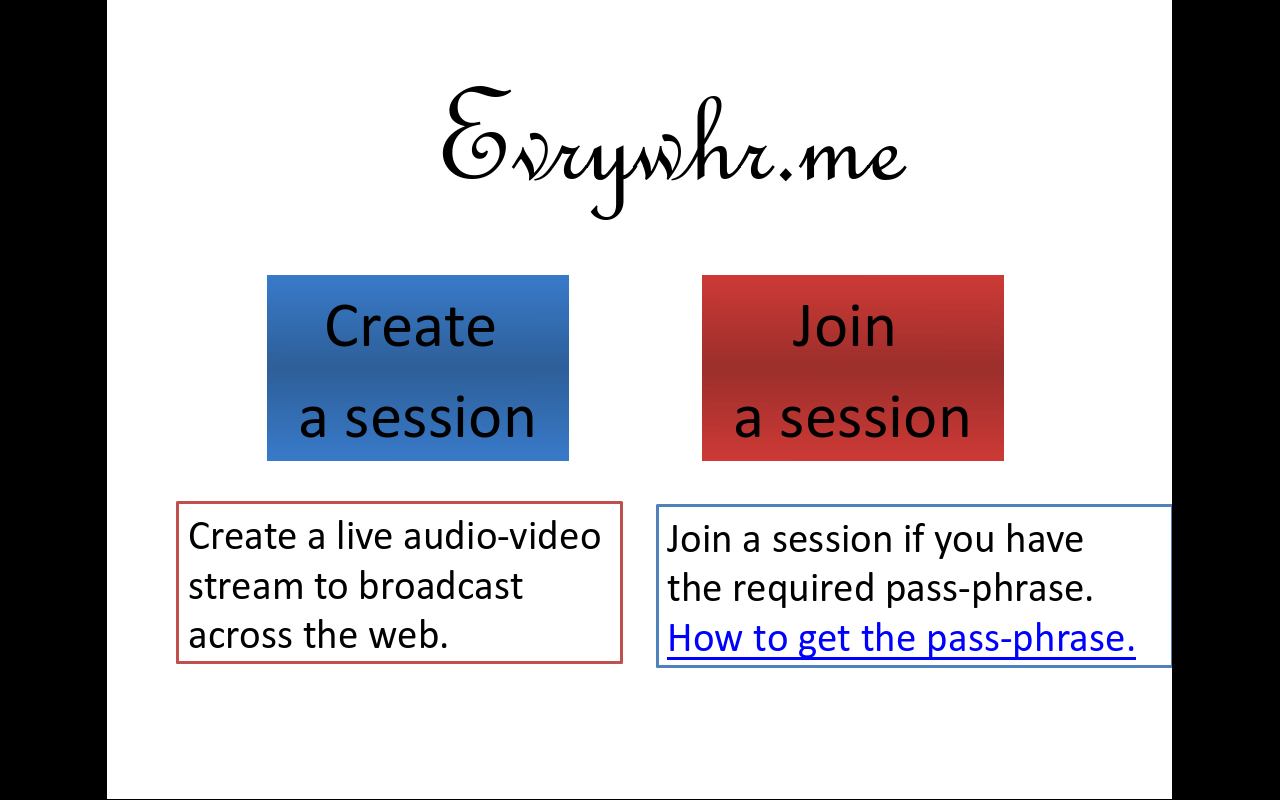 Evrywhr.me
Create
a session
Join
a session
Create a live audio-video
stream to broadcast
across the web.
Join a session if you have
the required pass-phrase.
How to get the pass-phrase.